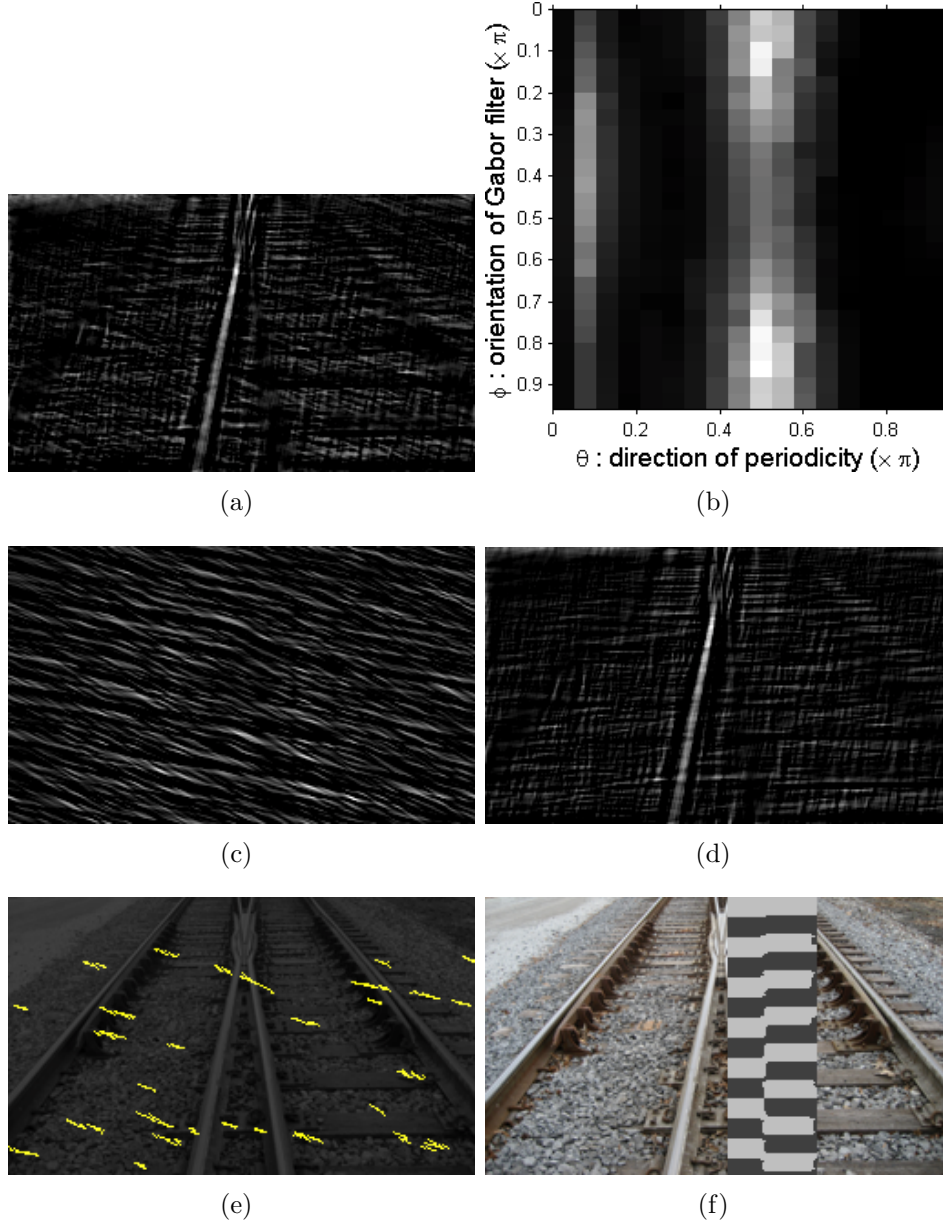 0
0.1
0.2
0.3
0.4
0.5
0.6
0.7
0.8
0.9
ϕ : orientation of Gabor filter (× π)
0 0.2 0.4 0.6 0.8
θ : direction of periodicity (× π)
(a) (b)
(c) (d)
(e) (f)